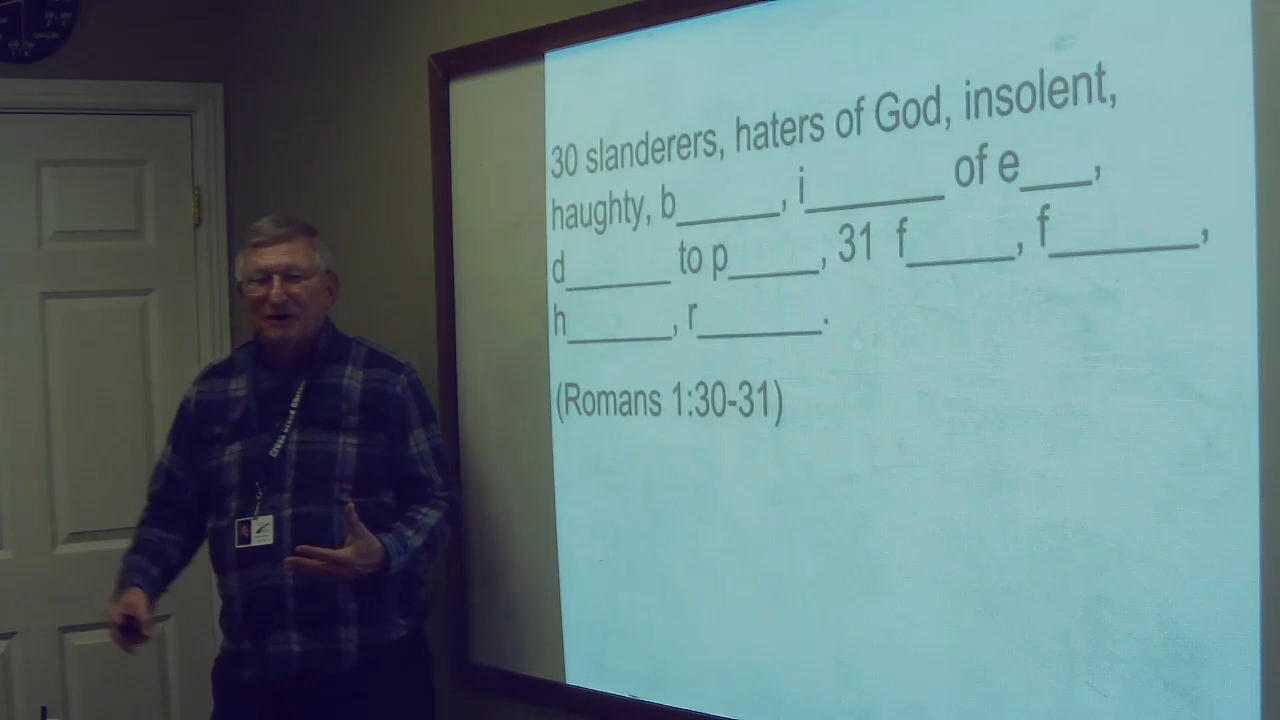 30 slanderers, haters of God, insolent,
haughty, b______, i________ of e____,
d______ to p_____, 31 f______, f_________,
h______, r_______.
(Romans 1:30-31)